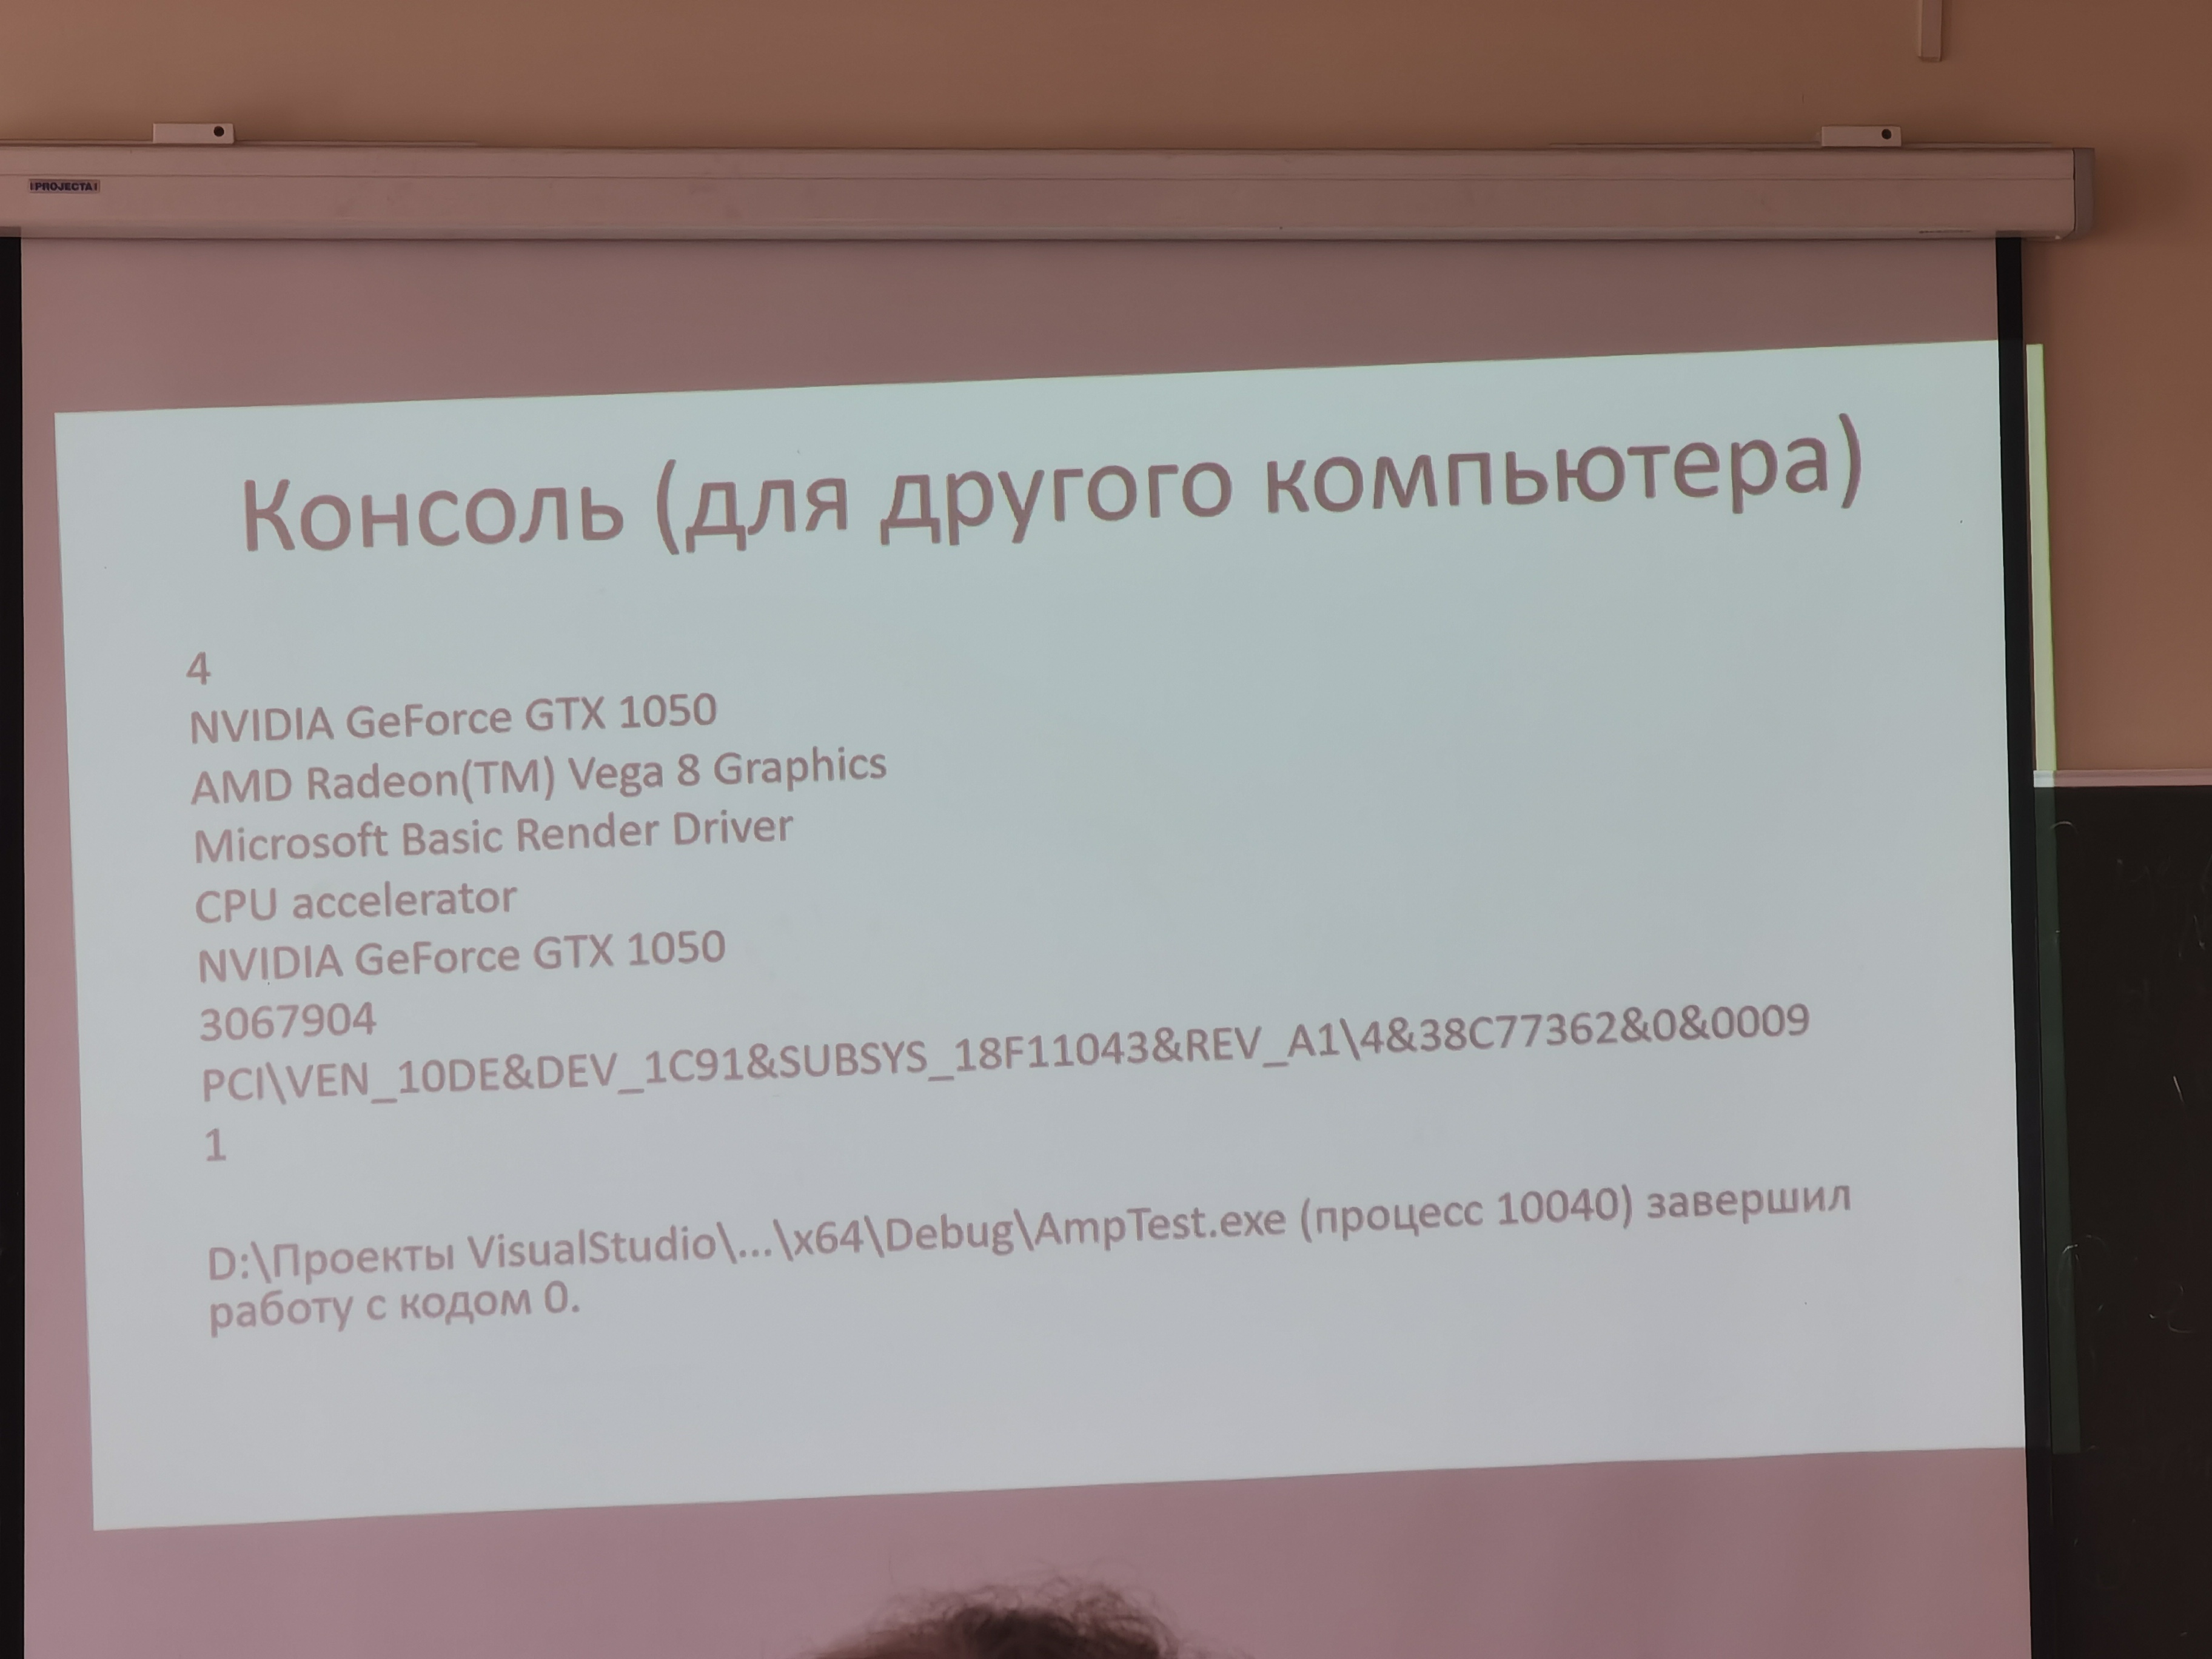 PROJECTA
Консоль (для другого компьютера)
4
NVIDIA GeForce GTX 1050
AMD Radeon(TM) Vega 8 Graphics
Microsoft Basic Render Driver
CPU accelerator
NVIDIA GeForce GTX 1050
3067904
PCI\VEN_10DE&DEV_1C91&SUBSYS_18F11043&REV_A1\4&38C77362&0&0009
1
D:\Проекты VisualStudio\...\x64\Debug\AmpTest.exe (процесс 10040) завершил
работу с кодом 0.